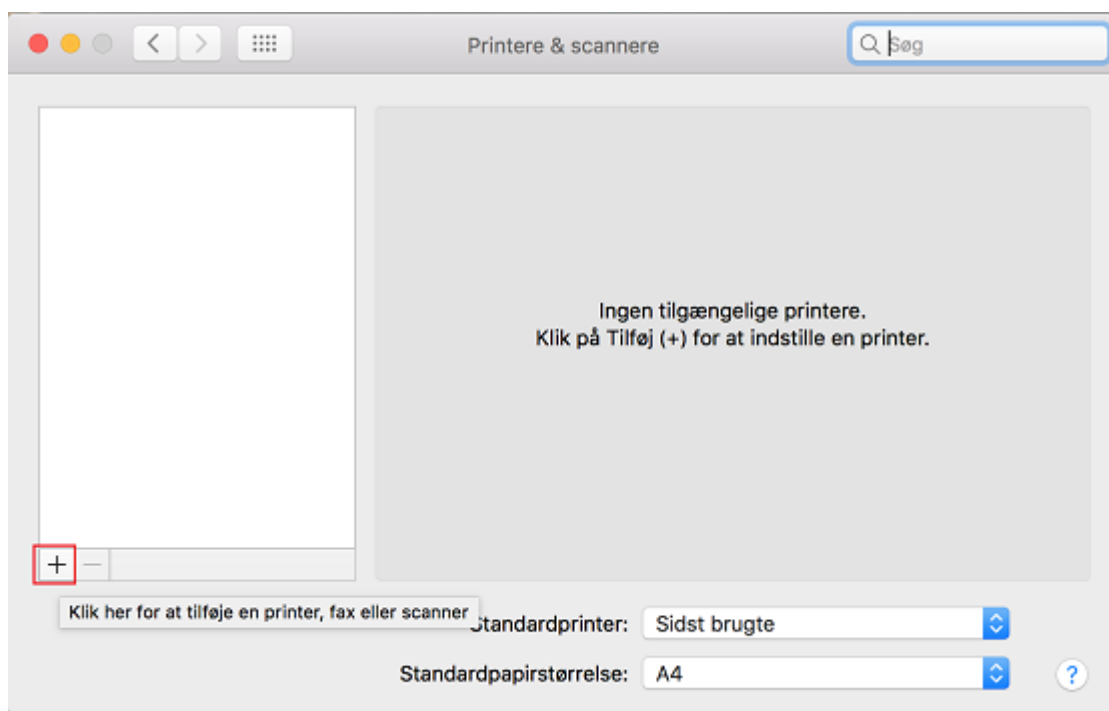 Printere & scannere
Søg
Ingen tilgængelige printere.
Klik på Tilføj (+) for at indstille en printer.
+ −
Klik her for at tilføje en printer, fax eller scanner
Standardprinter: Sidst brugte
Standardpapirstørrelse: A4
?